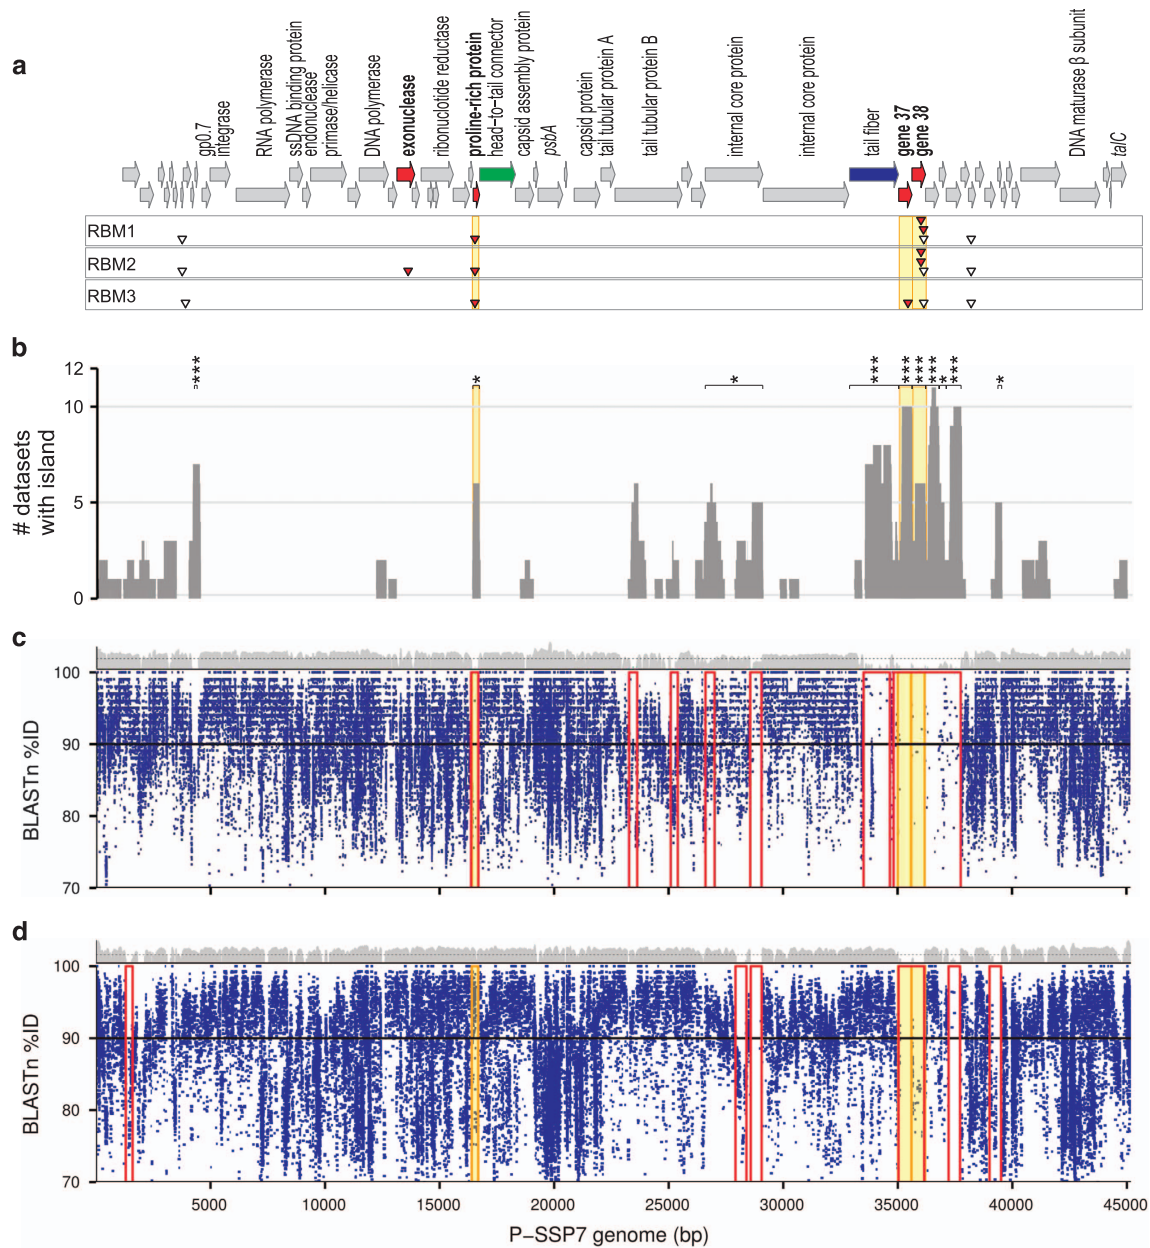 a
gp0.7
integrase
RNA polymerase
ssDNA binding protein
endonuclease
primase/helicase
DNA polymerase
exonuclease
ribonuclotide reductase
proline-rich protein
head−to−tail connector
capsid assembly protein
psbA
capsid protein
tail tubular protein A
tail tubular protein B
internal core protein
internal core protein
tail fiber
gene 37
gene 38
DNA maturase β subunit
talC
RBM1
RBM2
RBM3
b
# datasets
with island
12
10
5
0
*** * * *** *** *** *** * *** *
c
BLASTn %ID
100
90
80
70
d
BLASTn %ID
100
90
80
70
5000 10000 15000 20000 25000 30000 35000 40000 45000
P−SSP7 genome (bp)